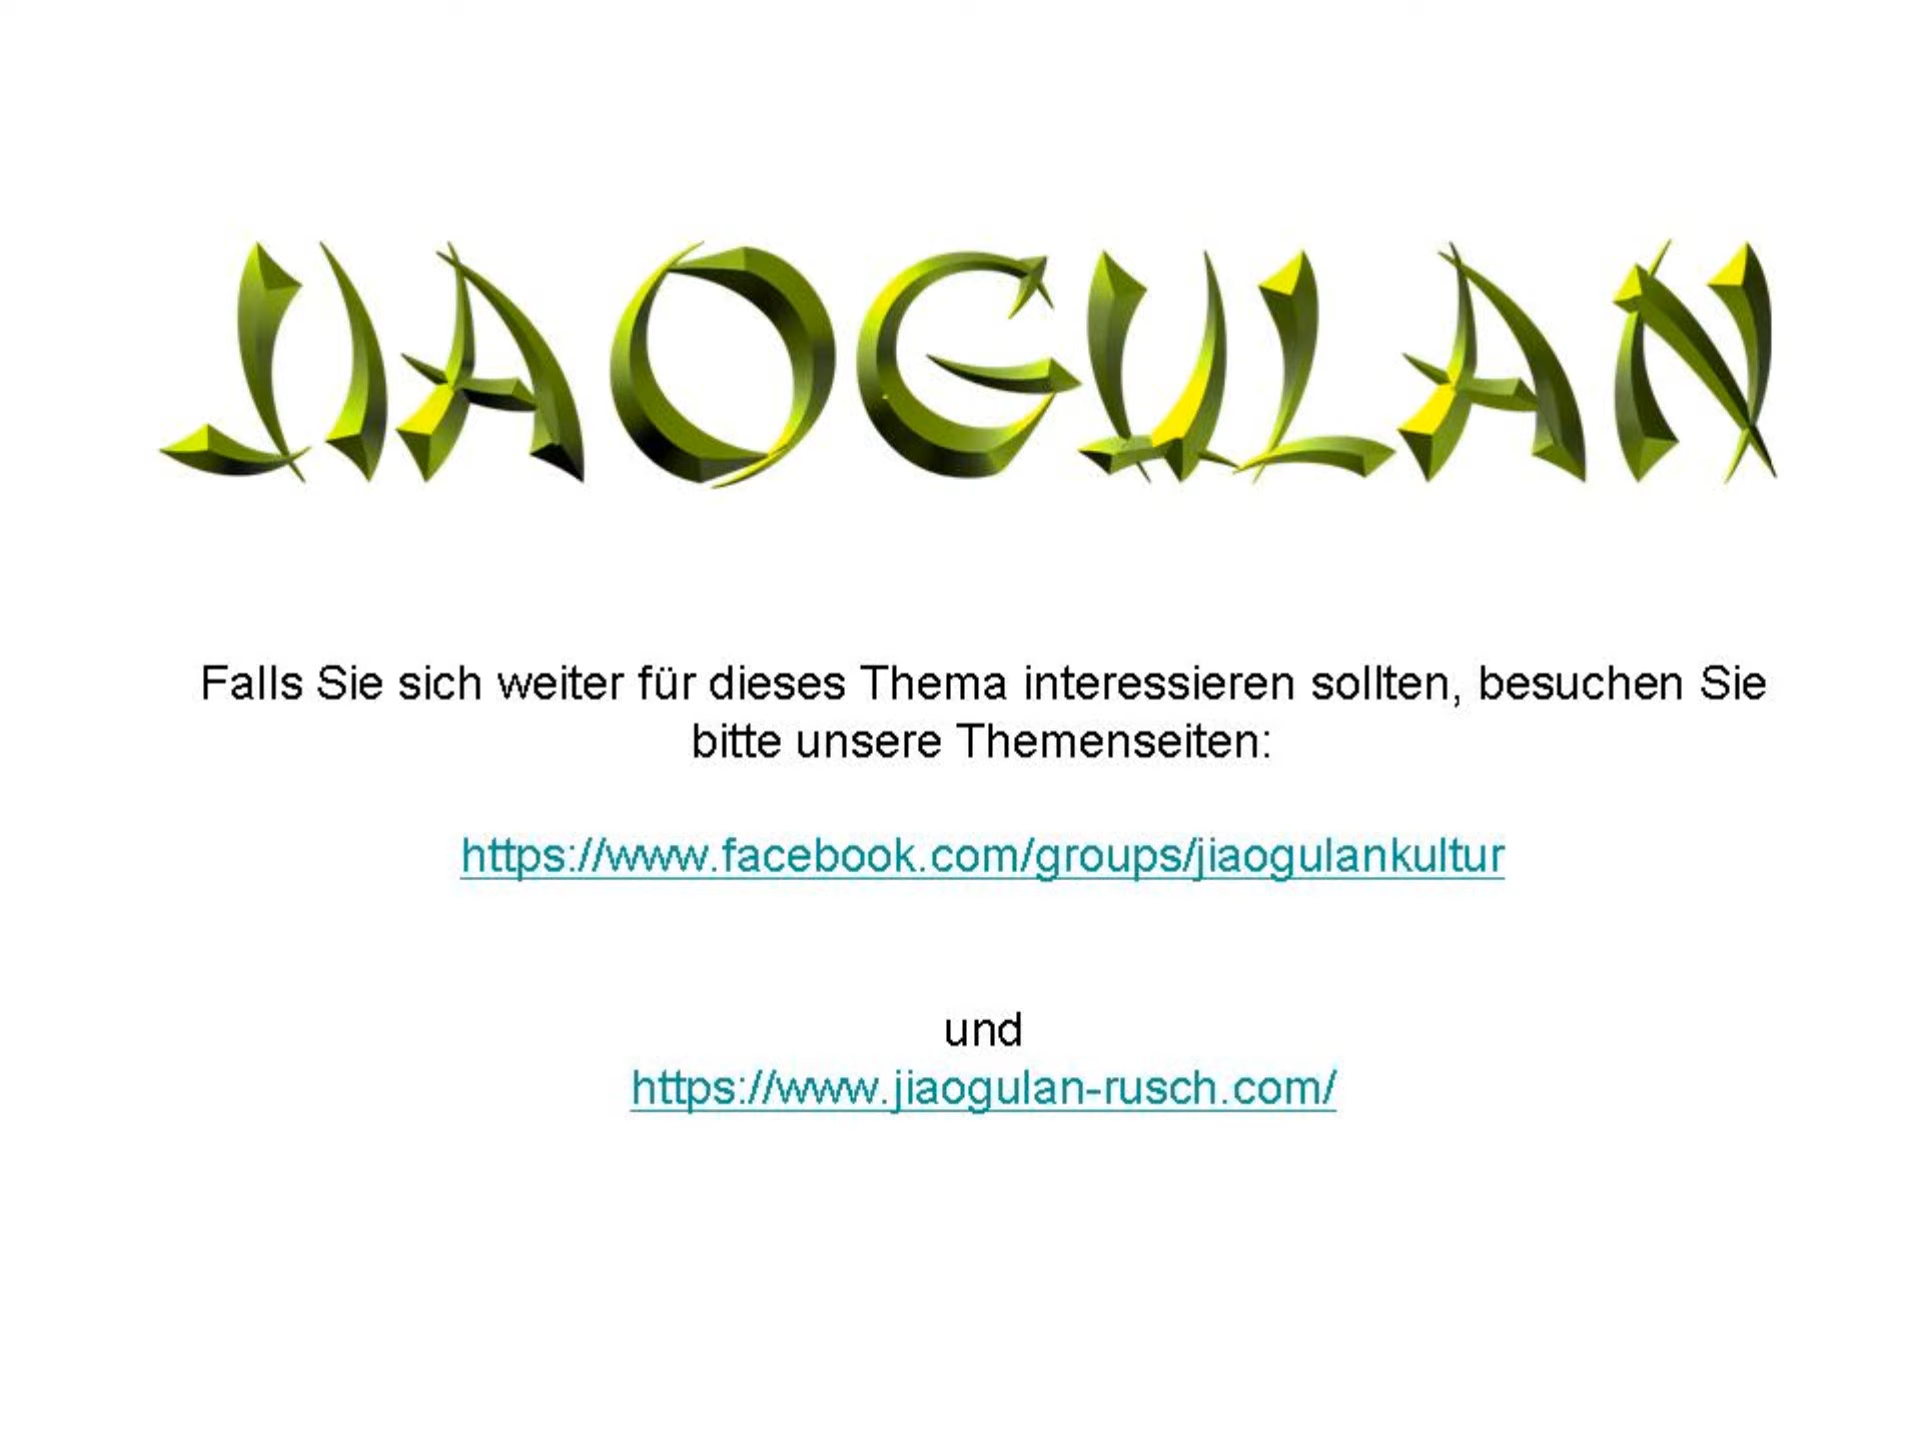 JIAOGULAN
Falls Sie sich weiter für dieses Thema interessieren sollten, besuchen Sie
bitte unsere Themenseiten:
https://www.facebook.com/groups/jiaogulankultur
und
https://www.jiaogulan-rusch.com/